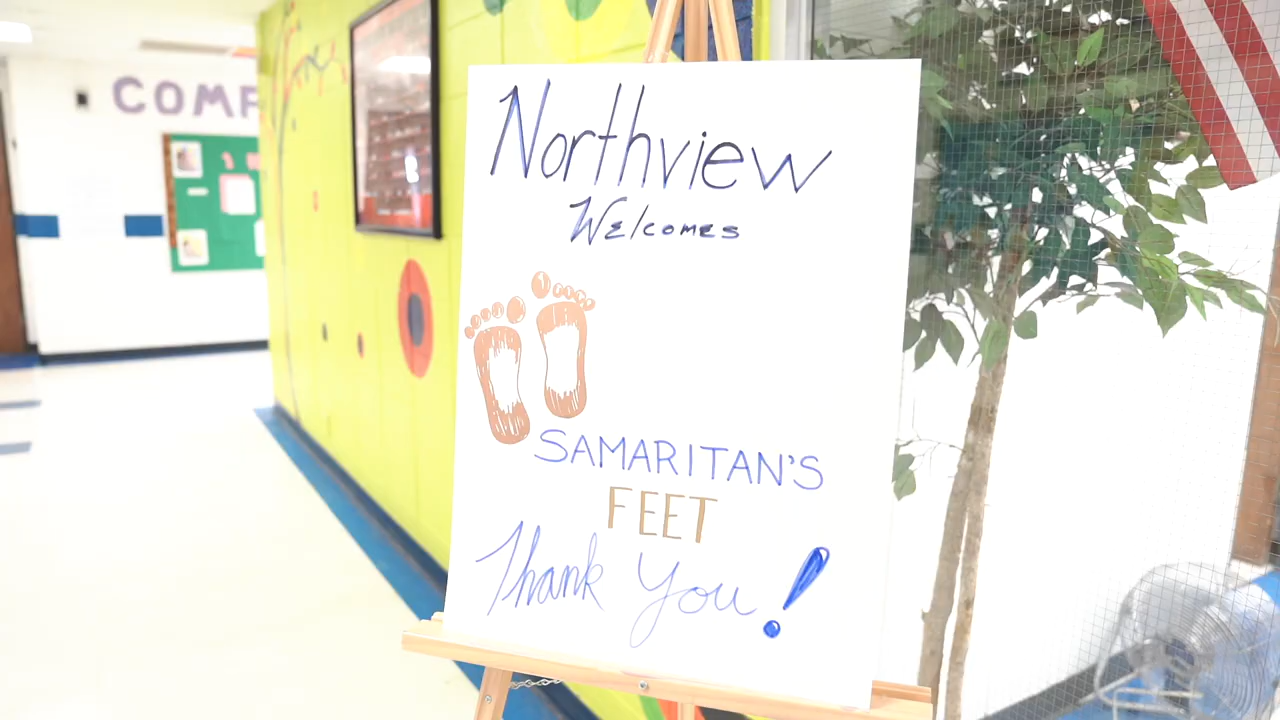 COMP
Northview
Welcomes
SAMARITAN'S
FEET
Thank You!